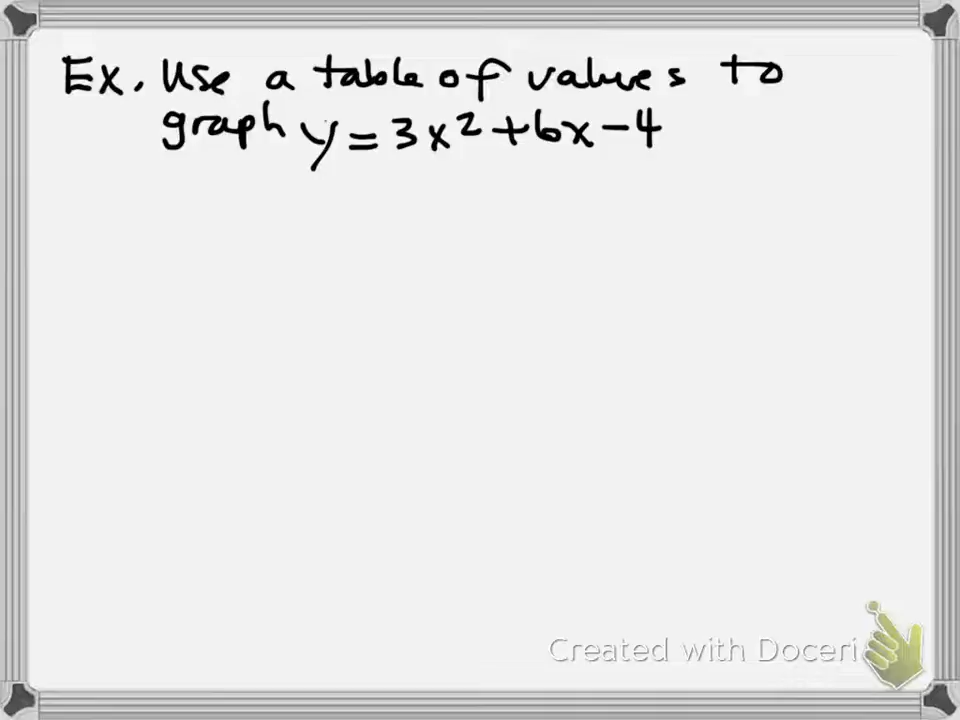 Ex. Use a table of values to
graph y = 3x² + 6x - 4
Created with Doceri